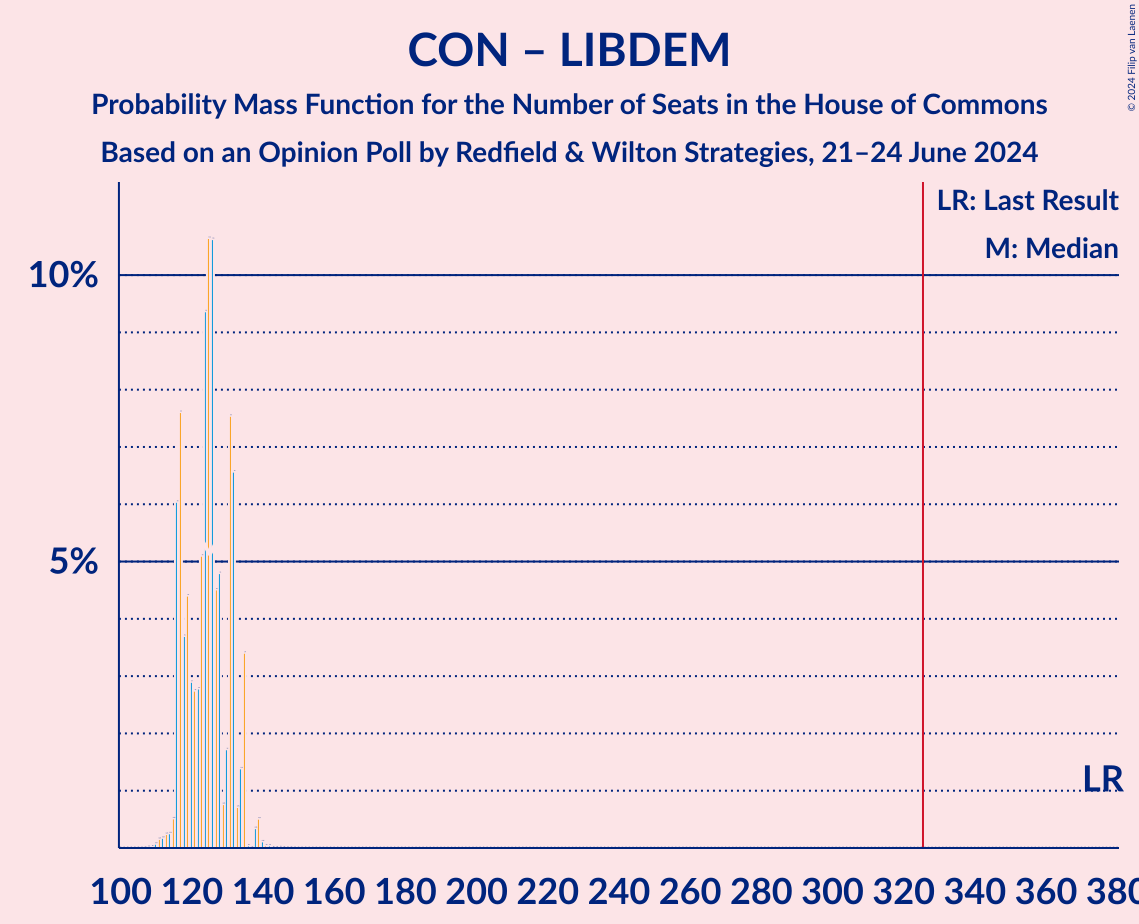 CON – LIBDEM
Probability Mass Function for the Number of Seats in the House of Commons
Based on an Opinion Poll by Redfield & Wilton Strategies, 21–24 June 2024
© 2024 Filip van Laenen
LR: Last Result
M: Median
10%
5%
LR
100 120 140 160 180 200 220 240 260 280 300 320 340 360 380